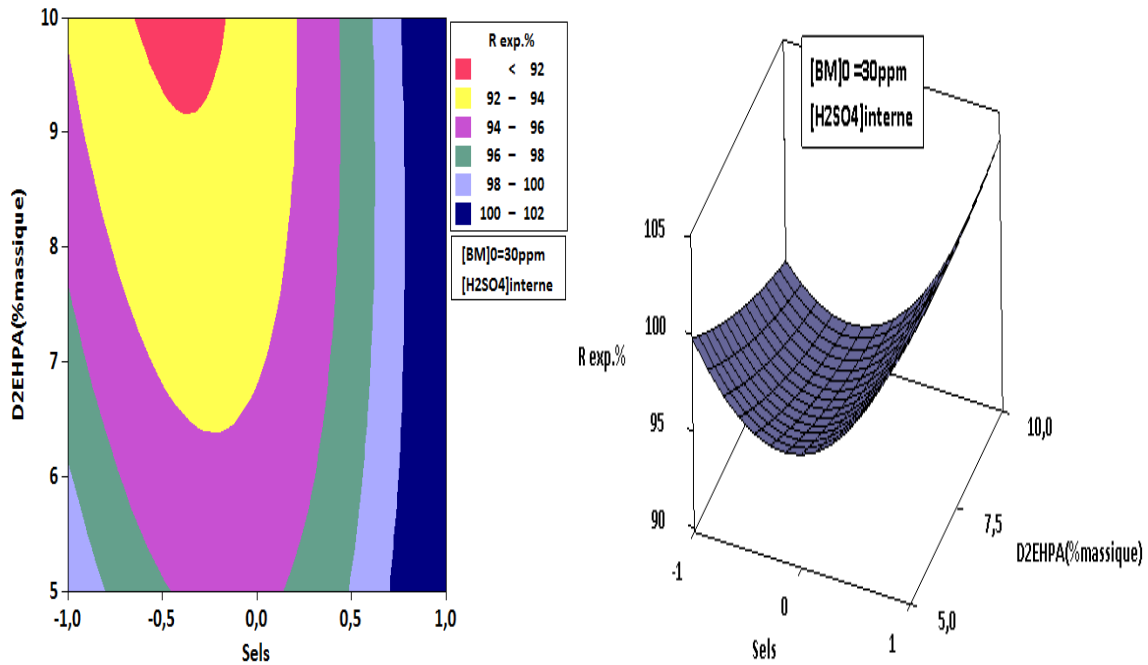 D2EHPA(%massique)
10
9
8
7
6
5
-1,0
-0,5
0,0
0,5
1,0
Sels
R exp.%
< 92
92 – 94
94 – 96
96 – 98
98 – 100
100 – 102
[BM]0=30ppm
[H2SO4]interne
[BM]0 =30ppm
[H2SO4]interne
R exp.%
105
100
95
90
-1
0
1
Sels
5,0
7,5
10,0
D2EHPA(%massique)